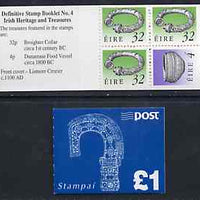 Definitive Stamp Booklet No. 4
Irish Heritage and Treasures
The treasures featured in the stamps
are:
32p Broighter Collar
circa 1st century BC
4p Dunamase Food Vessel
circa 1800 BC
Front cover - Lismore Crozier
c.1100 AD
ÉIRE 32
ÉIRE 32
ÉIRE 32
ÉIRE 4
post
Stampaí
£1